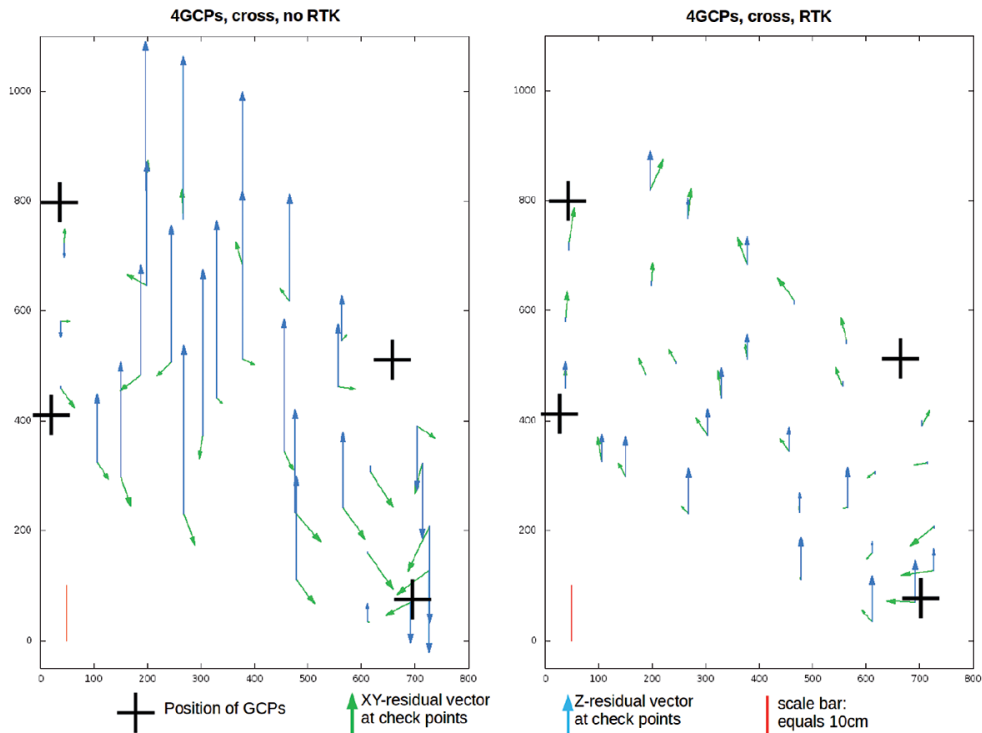 4GCPs, cross, no RTK
4GCPs, cross, RTK
1000
800
600
400
200
0
0 100 200 300 400 500 600 700 800
1000
800
600
400
200
0
0 100 200 300 400 500 600 700 800
Position of GCPs
XY-residual vector
at check points
Z-residual vector
at check points
scale bar:
equals 10cm